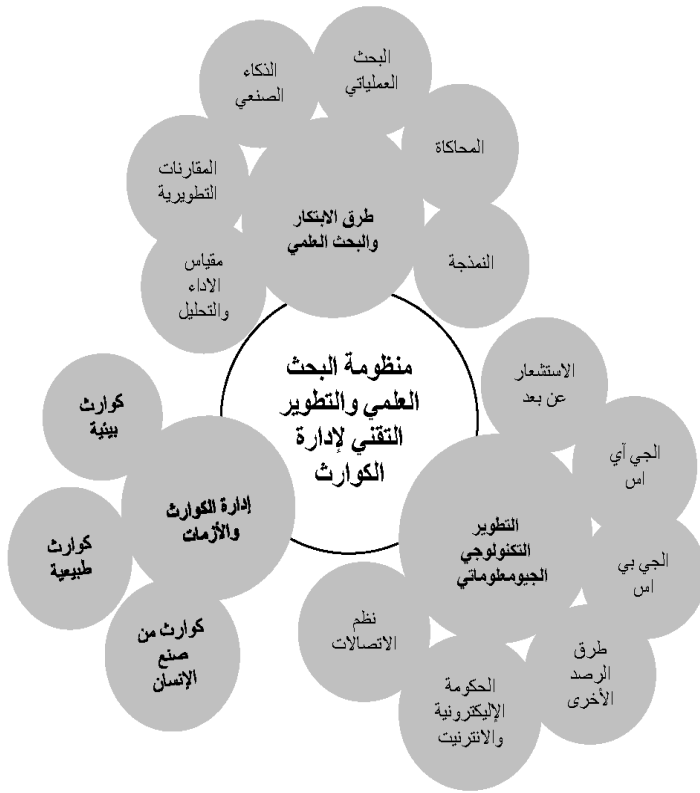 البحث
العملياتي
الذكاء
الصنعي
المحاكاة
المقارنات
التطويرية
طرق الابتكار
والبحث العلمي
النمذجة
مقياس
الاداء
والتحليل
منظومة البحث
العلمي والتطوير
التقني لإدارة
الكوارث
الاستشعار
عن بعد
كوارث
بيئية
الجي آي
اس
إدارة الكوارث
والأزمات
التطوير
التكنولوجي
الجيومعلوماتي
كوارث
طبيعية
الجي بي
اس
نظم
الاتصالات
كوارث من
صنع
الإنسان
طرق
الرصد
الأخرى
الحكومة
الإليكترونية
والانترنيت